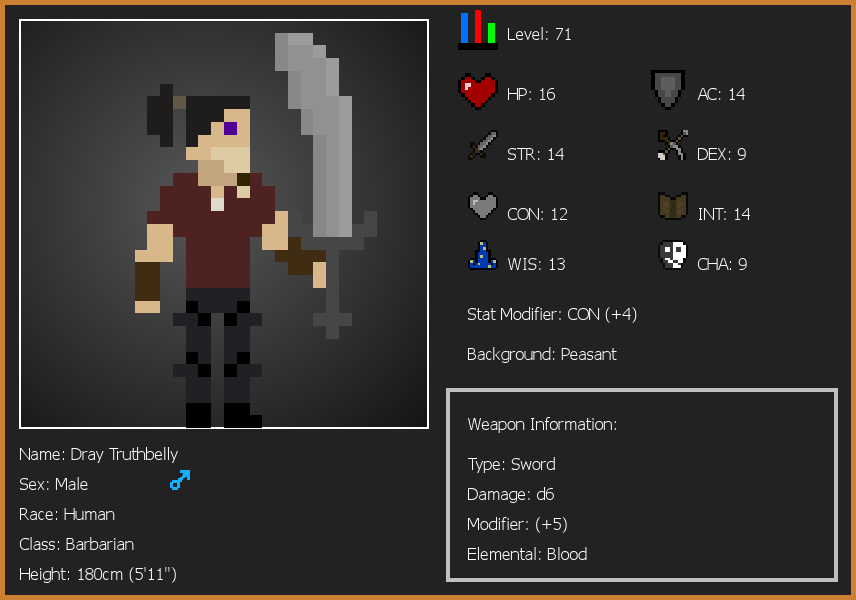 Level: 71
HP: 16
AC: 14
STR: 14
DEX: 9
CON: 12
INT: 14
WIS: 13
CHA: 9
Stat Modifier: CON (+4)
Background: Peasant
Weapon Information:
Type: Sword
Damage: d6
Modifier: (+5)
Elemental: Blood
Name: Dray Truthbelly
Sex: Male
Race: Human
Class: Barbarian
Height: 180cm (5'11")